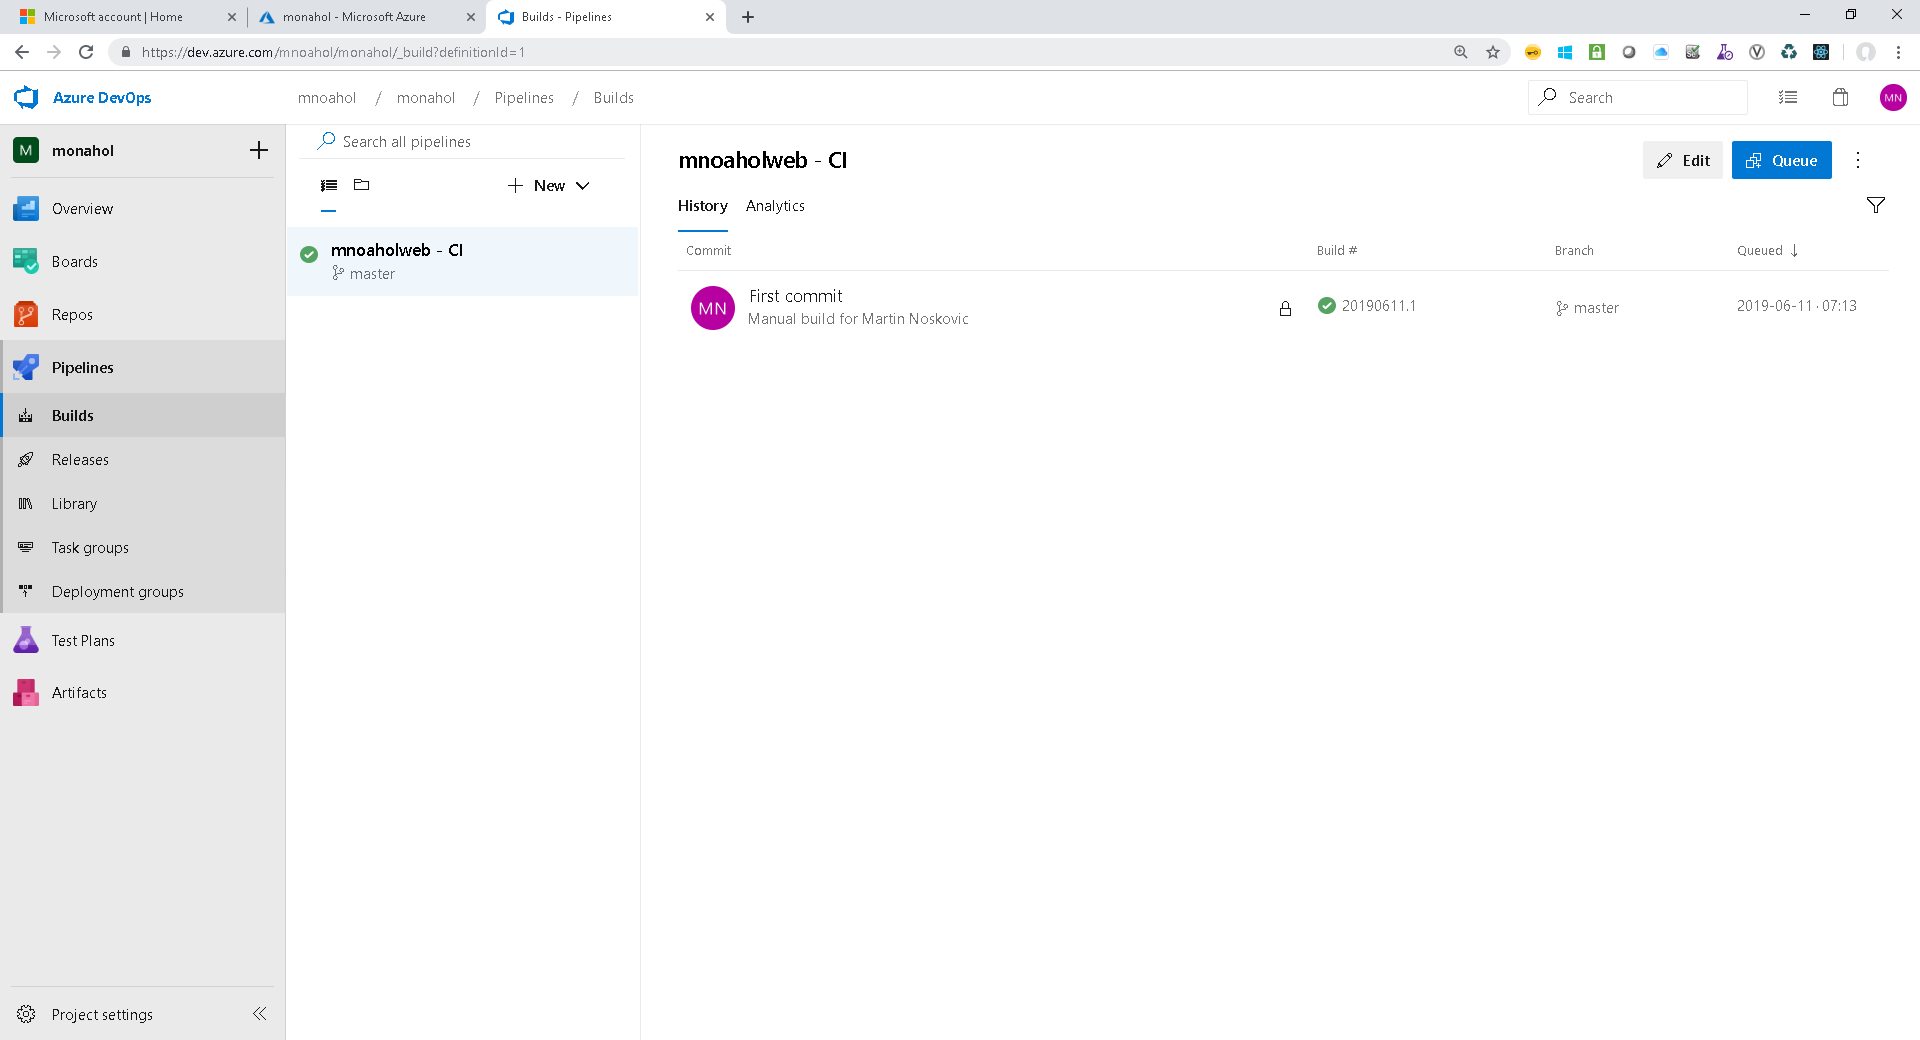 Microsoft account | Home
monahol - Microsoft Azure
Builds - Pipelines
https://dev.azure.com/mnoahol/monahol/_build?definitionId=1
Azure DevOps
mnoahol / monahol / Pipelines / Builds
Search
MN
M monahol
Overview
Boards
Repos
Pipelines
Builds
Releases
Library
Task groups
Deployment groups
Test Plans
Artifacts
Project settings
Search all pipelines
New
mnoaholweb - CI
master
mnoaholweb - CI
Edit
Queue
History Analytics
Commit Build # Branch Queued
MN First commit
Manual build for Martin Noskovic
20190611.1 master 2019-06-11 · 07:13